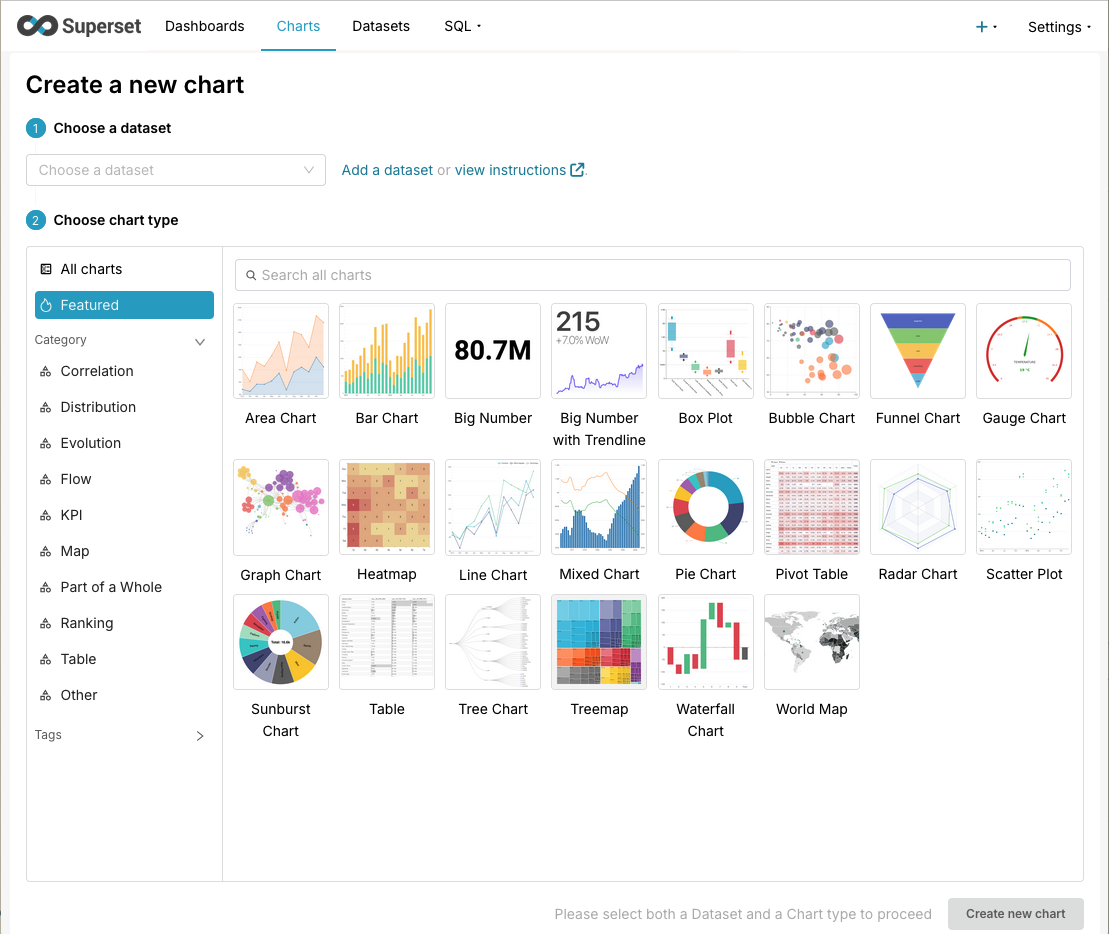 Superset
Dashboards Charts Datasets SQL
+ Settings
Create a new chart
1 Choose a dataset
Choose a dataset
Add a dataset or view instructions .
2 Choose chart type
All charts
Featured
Category
Correlation
Distribution
Evolution
Flow
KPI
Map
Part of a Whole
Ranking
Table
Other
Tags
Search all charts
80.7M
215
+7.0% WoW
Area Chart
Bar Chart
Big Number
Big Number
with Trendline
Box Plot
Bubble Chart
Funnel Chart
TEMPERATURE
Gauge Chart
Graph Chart
Heatmap
Line Chart
Mixed Chart
Pie Chart
Pivot Table
Radar Chart
Scatter Plot
Sunburst
Chart
Table
Tree Chart
Treemap
Waterfall
Chart
World Map
Please select both a Dataset and a Chart type to proceed
Create new chart